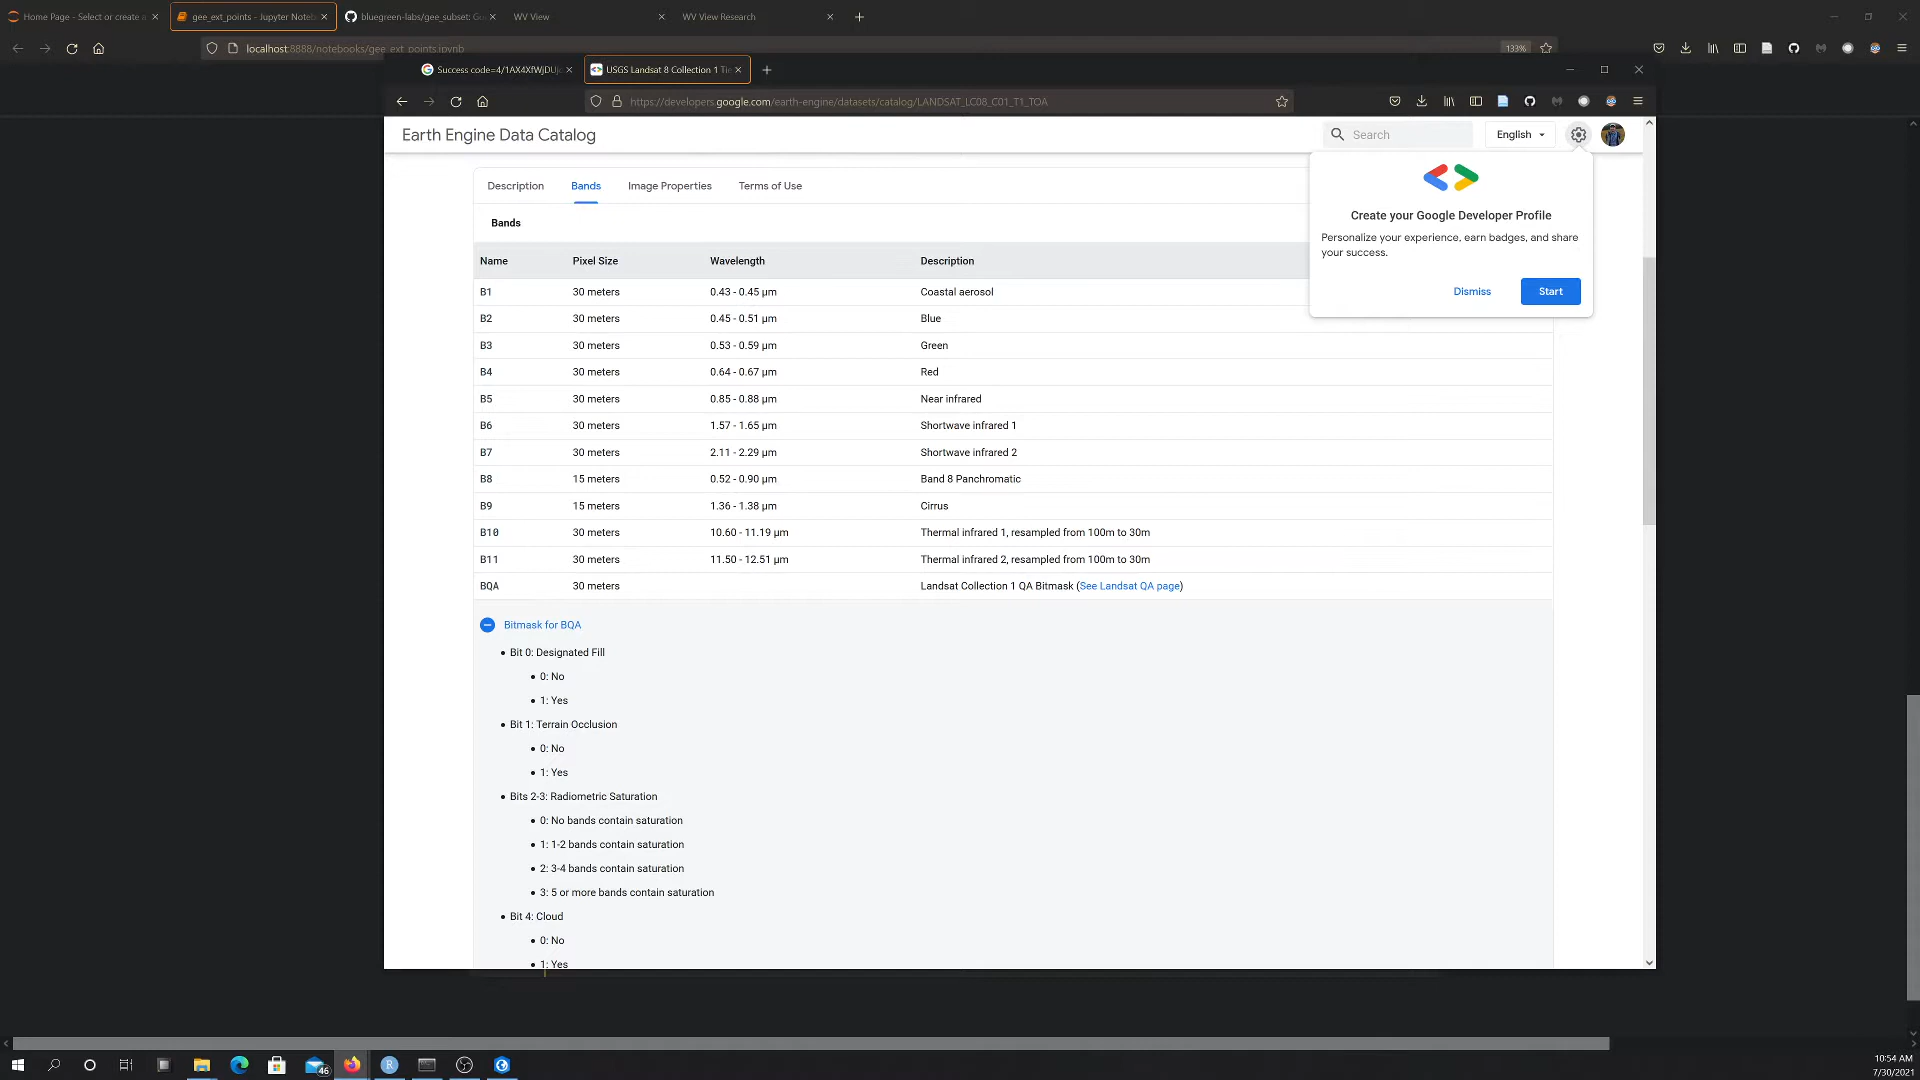 Home Page - Select or create a
gee_ext_points - Jupyter Noteb
bluegreen-labs/gee_subset: Go
WV View
WV View Research
localhost:8888/notebooks/gee_ext_points.ipynb
133%
Success code=4/1AX4XfWjDUj
USGS Landsat 8 Collection 1 Tie
https://developers.google.com/earth-engine/datasets/catalog/LANDSAT_LC08_C01_T1_TOA
Earth Engine Data Catalog
Search
English
Description
Bands
Image Properties
Terms of Use
Create your Google Developer Profile
Personalize your experience, earn badges, and share
your success.
Dismiss
Start
Bands
Name Pixel Size Wavelength Description
B1 30 meters 0.43 - 0.45 μm Coastal aerosol
B2 30 meters 0.45 - 0.51 μm Blue
B3 30 meters 0.53 - 0.59 μm Green
B4 30 meters 0.64 - 0.67 μm Red
B5 30 meters 0.85 - 0.88 μm Near infrared
B6 30 meters 1.57 - 1.65 μm Shortwave infrared 1
B7 30 meters 2.11 - 2.29 μm Shortwave infrared 2
B8 15 meters 0.52 - 0.90 μm Band 8 Panchromatic
B9 15 meters 1.36 - 1.38 μm Cirrus
B10 30 meters 10.60 - 11.19 μm Thermal infrared 1, resampled from 100m to 30m
B11 30 meters 11.50 - 12.51 μm Thermal infrared 2, resampled from 100m to 30m
BQA 30 meters Landsat Collection 1 QA Bitmask (See Landsat QA page)
Bitmask for BQA
• Bit 0: Designated Fill
• 0: No
• 1: Yes
• Bit 1: Terrain Occlusion
• 0: No
• 1: Yes
• Bits 2-3: Radiometric Saturation
• 0: No bands contain saturation
• 1: 1-2 bands contain saturation
• 2: 3-4 bands contain saturation
• 3: 5 or more bands contain saturation
• Bit 4: Cloud
• 0: No
• 1: Yes
46
10:54 AM
7/30/2021